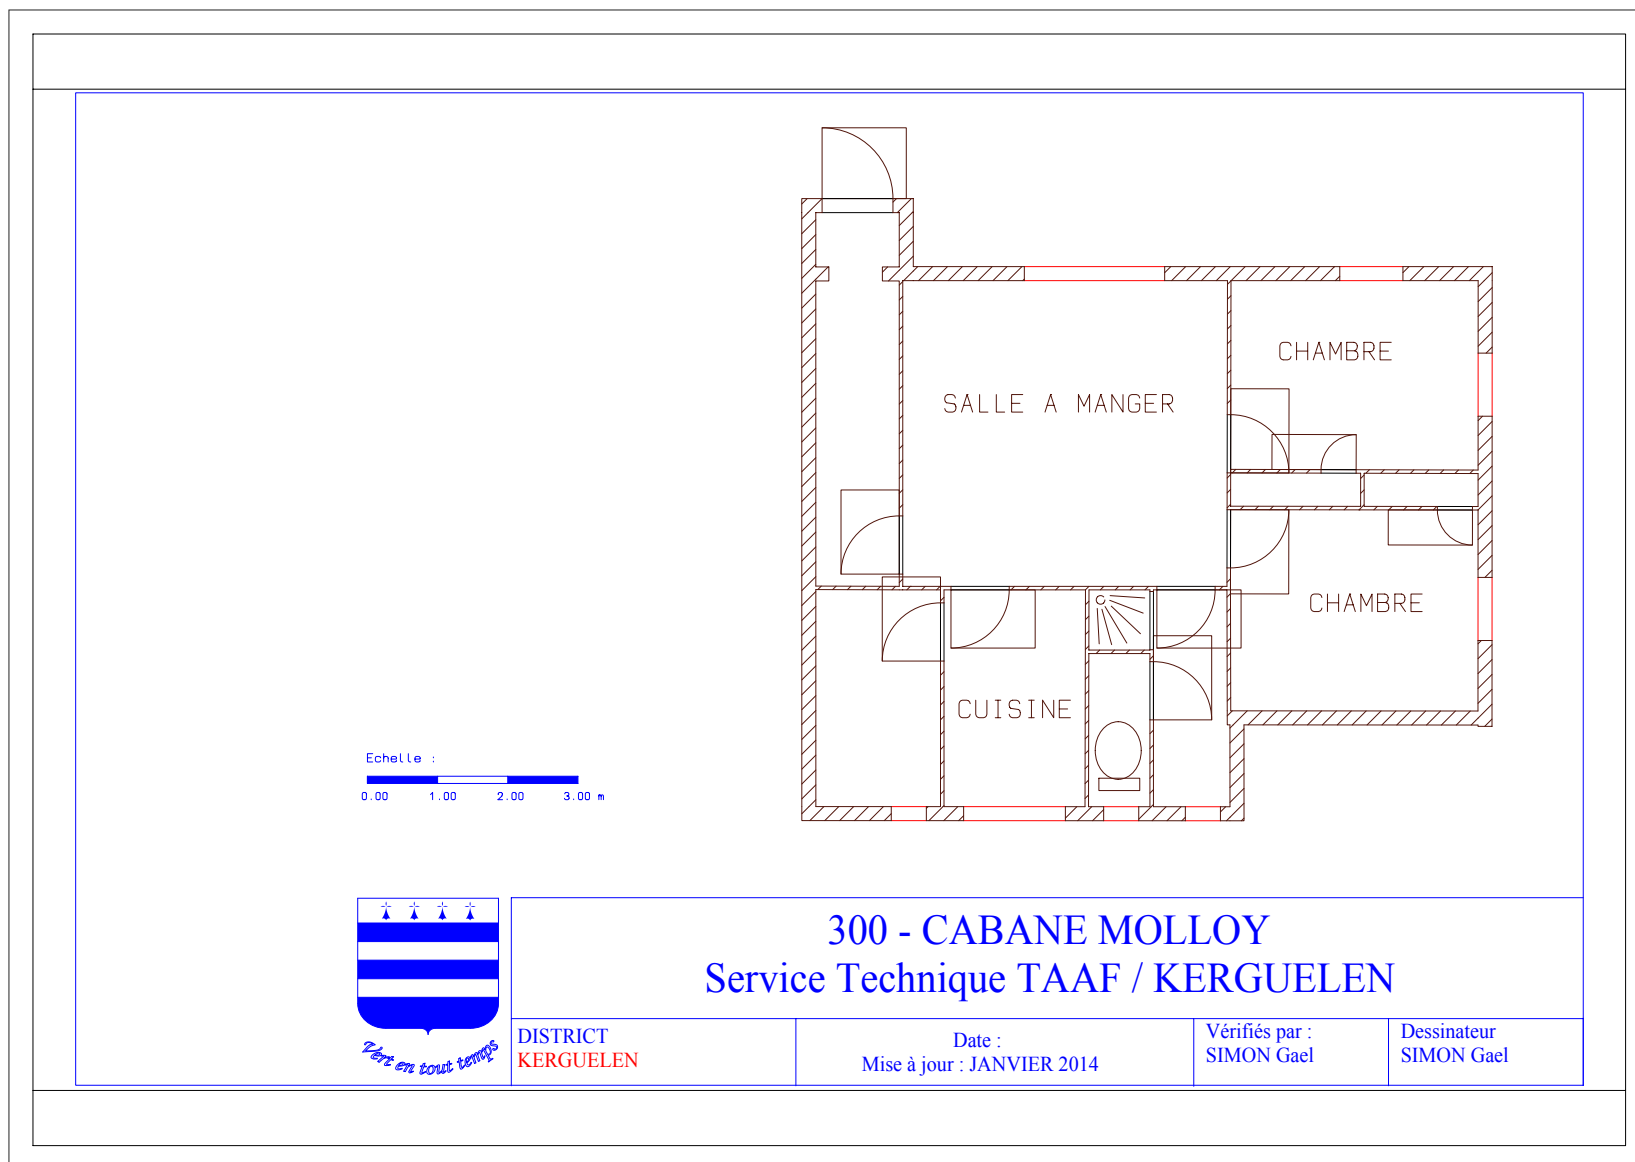 CHAMBRE
SALLE A MANGER
CHAMBRE
CUISINE
Echelle :
0.00 1.00 2.00 3.00 m
300 - CABANE MOLLOY
Service Technique TAAF / KERGUELEN
Vert en tout temps
DISTRICT
KERGUELEN
Date :
Mise à jour : JANVIER 2014
Vérifiés par :
SIMON Gael
Dessinateur
SIMON Gael